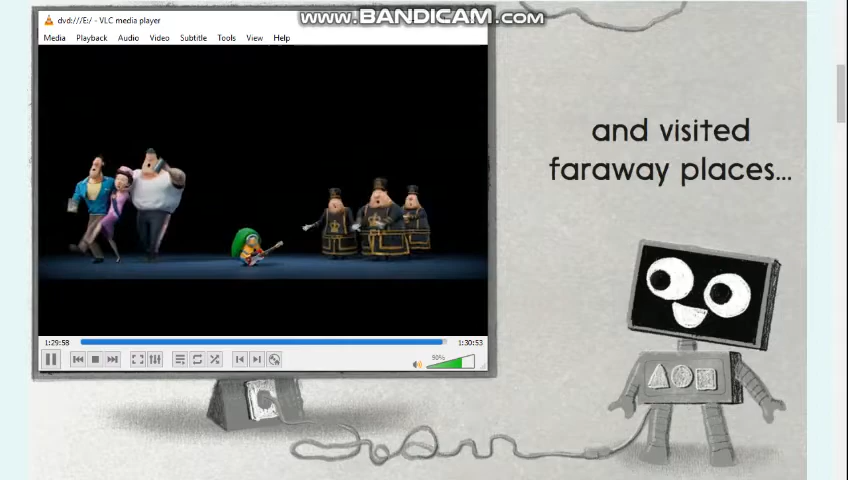 www.BANDICAM.com
dvd:///E:/ - VLC media player
Media Playback Audio Video Subtitle Tools View Help
and visited
faraway places...
1:29:58 1:30:53
90%